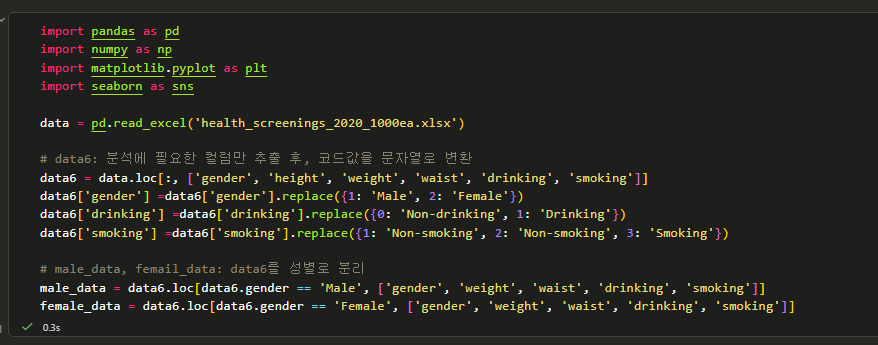 import pandas as pd
import numpy as np
import matplotlib.pyplot as plt
import seaborn as sns
data = pd.read_excel('health_screenings_2020_1000ea.xlsx')
# data6: 분석에 필요한 컬럼만 추출 후, 코드값을 문자열로 변환
data6 = data.loc[:, ['gender', 'height', 'weight', 'waist', 'drinking', 'smoking']]
data6['gender'] =data6['gender'].replace({1: 'Male', 2: 'Female'})
data6['drinking'] =data6['drinking'].replace({0: 'Non-drinking', 1: 'Drinking'})
data6['smoking'] =data6['smoking'].replace({1: 'Non-smoking', 2: 'Non-smoking', 3: 'Smoking'})
# male_data, femail_data: data6를 성별로 분리
male_data = data6.loc[data6.gender == 'Male', ['gender', 'weight', 'waist', 'drinking', 'smoking']]
female_data = data6.loc[data6.gender == 'Female', ['gender', 'weight', 'waist', 'drinking', 'smoking']]
0.3s